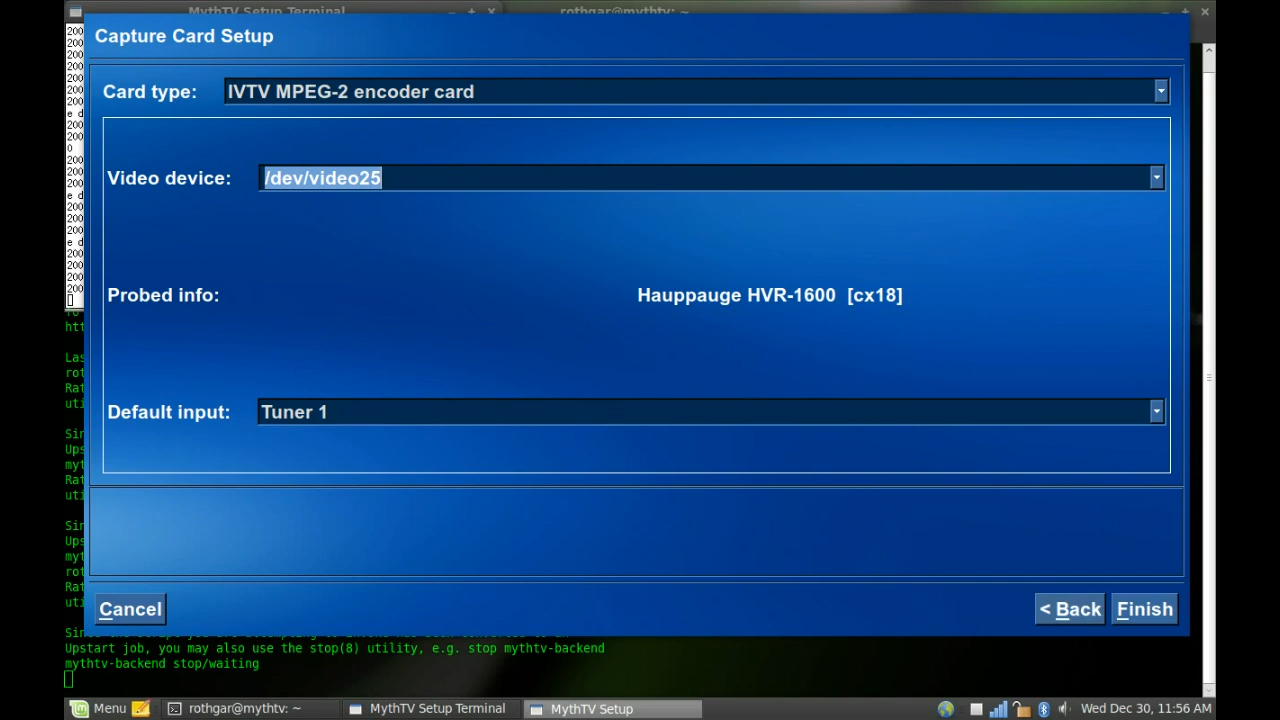 MythTV Setup Terminal
rothgar@mythtv: ~
Capture Card Setup
Card type: IVTV MPEG-2 encoder card
Video device: /dev/video25
Probed info: Hauppauge HVR-1600 [cx18]
Default input: Tuner 1
Cancel < Back Finish
Upstart job, you may also use the stop(8) utility, e.g. stop mythtv-backend
mythtv-backend stop/waiting
Menu rothgar@mythtv: ~ MythTV Setup Terminal MythTV Setup Wed Dec 30, 11:56 AM